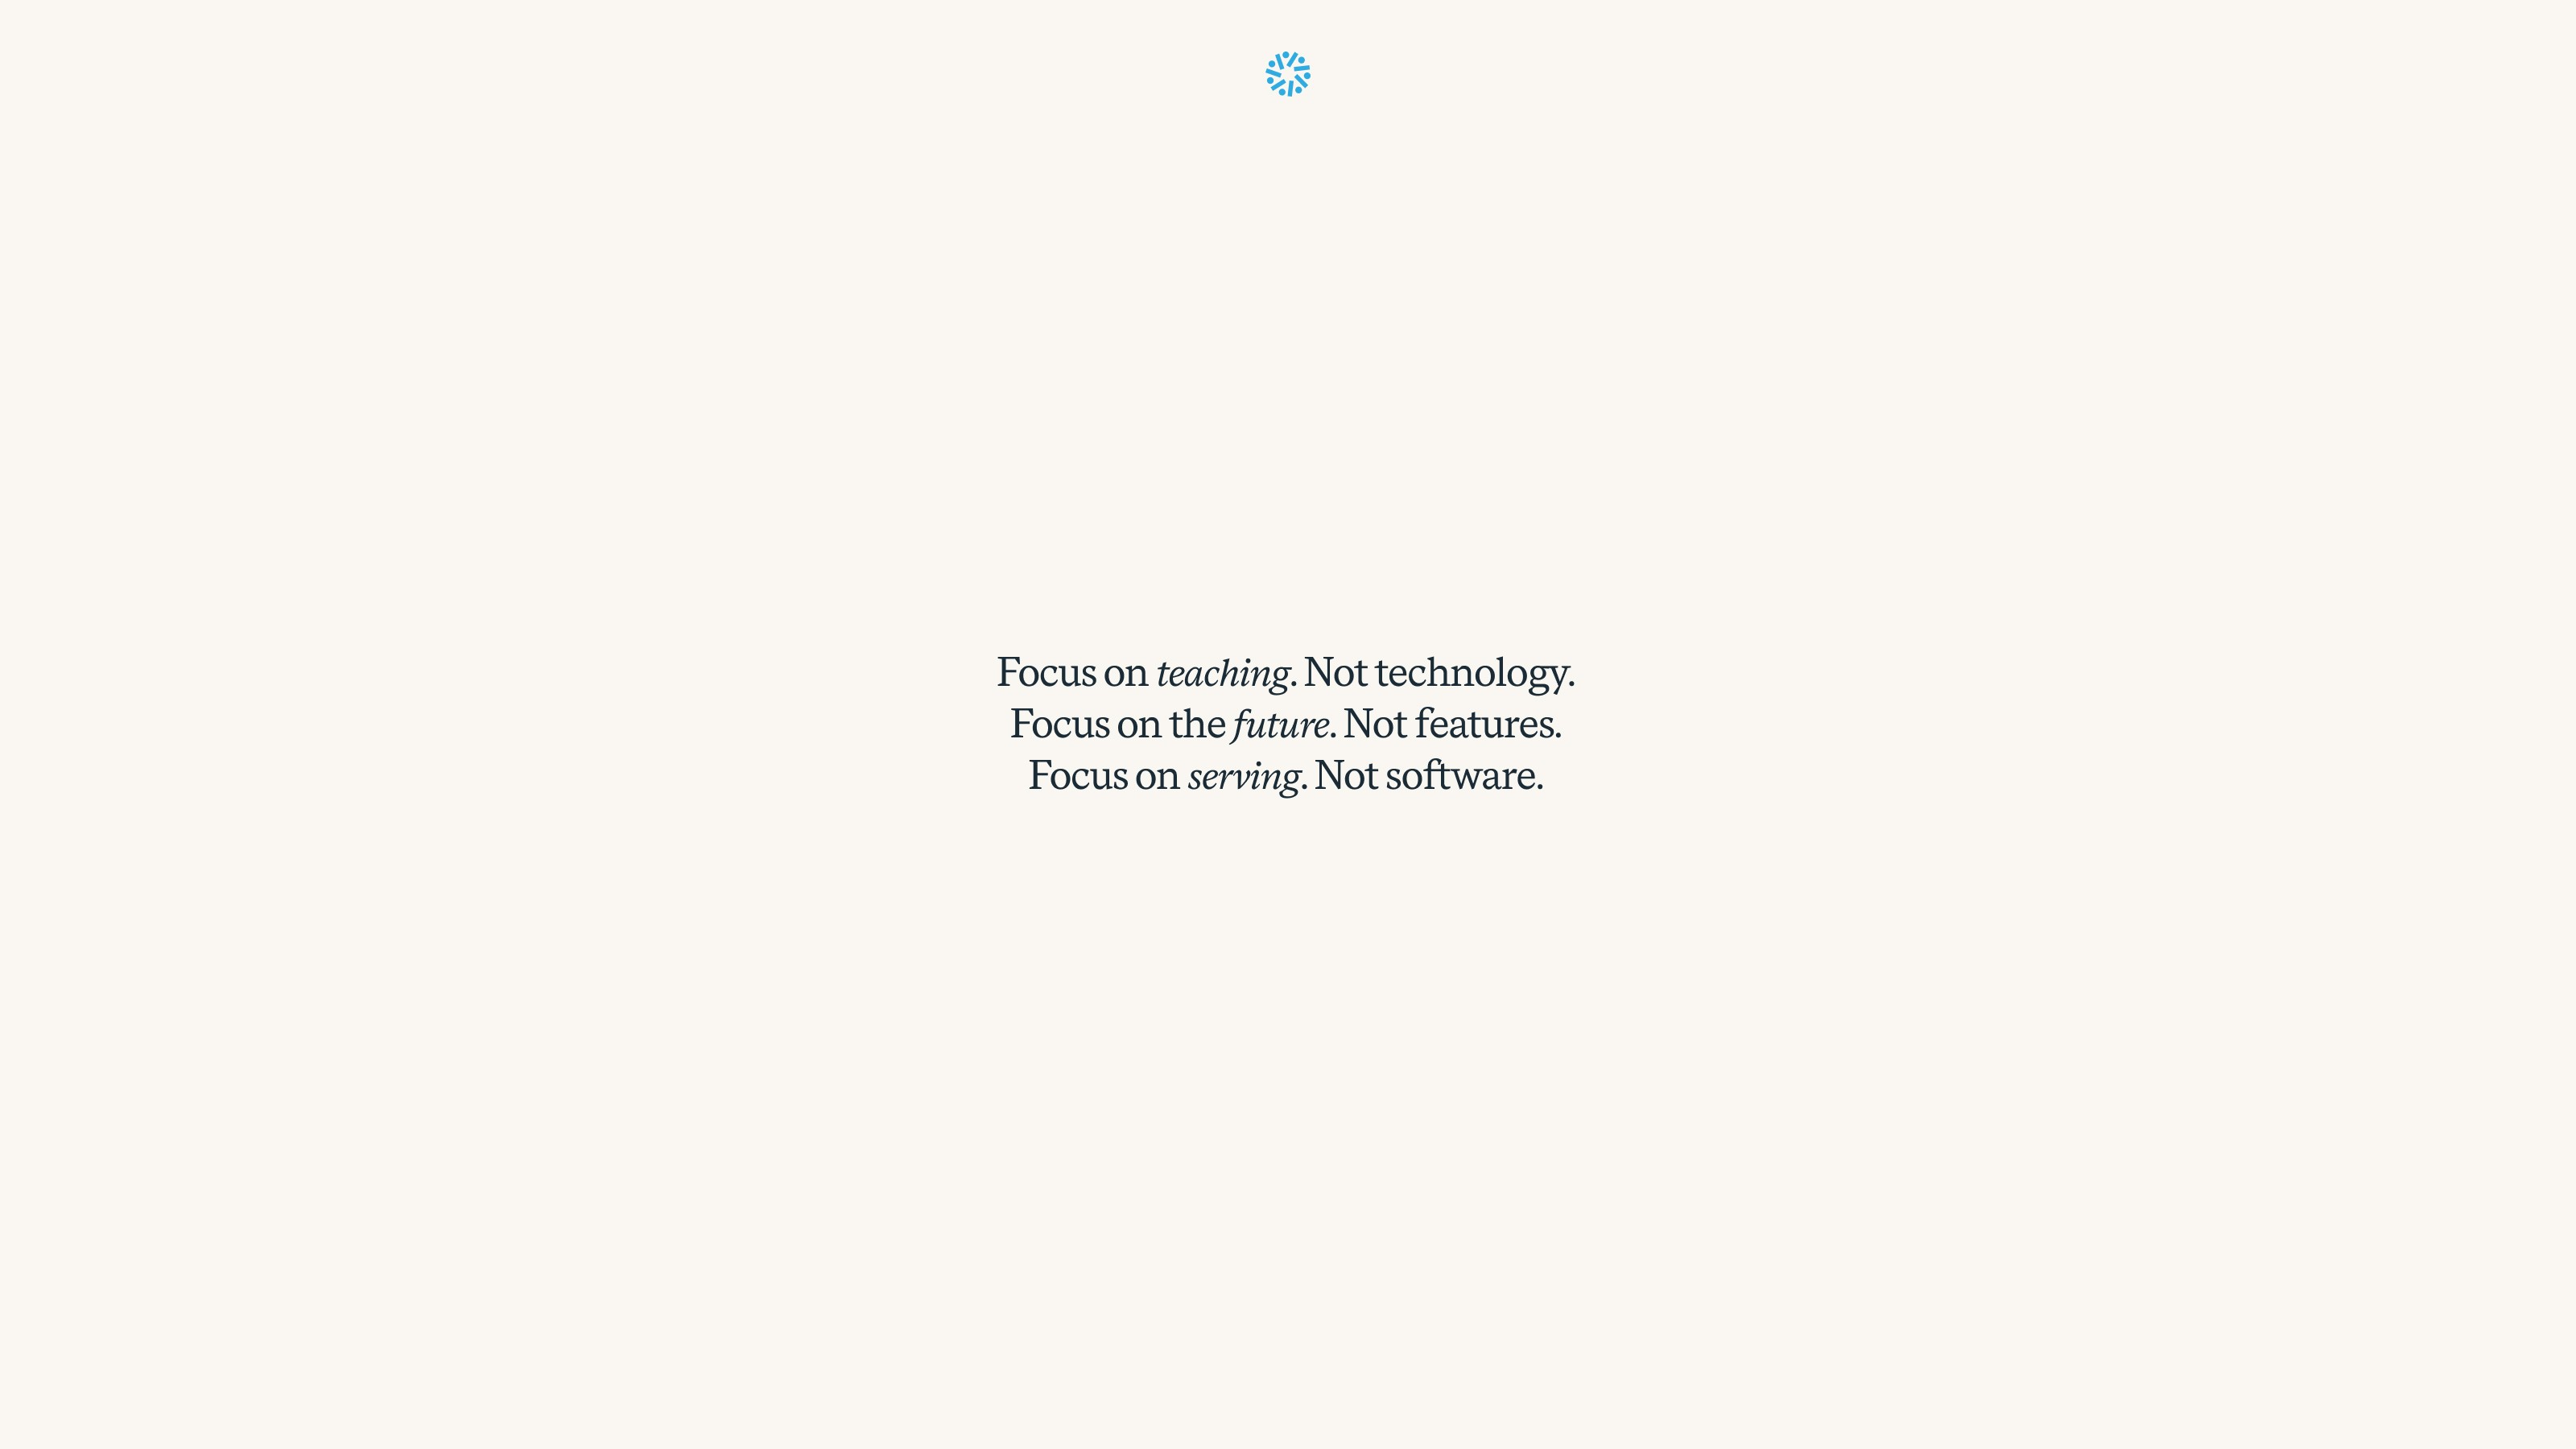 Focus on teaching. Not technology.
Focus on the future. Not features.
Focus on serving. Not software.